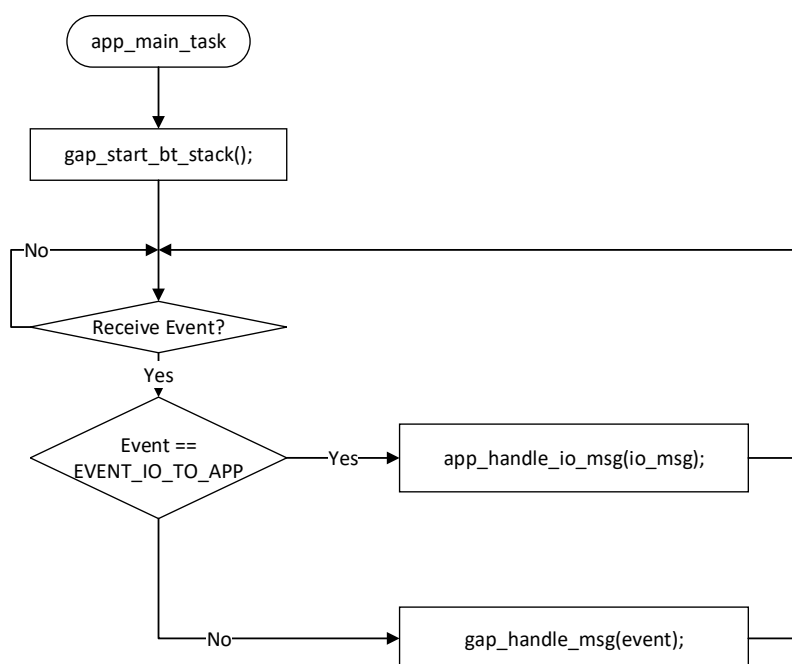 app_main_task
gap_start_bt_stack();
No
Receive Event?
Yes
Event ==
EVENT_IO_TO_APP
Yes
app_handle_io_msg(io_msg);
No
gap_handle_msg(event);